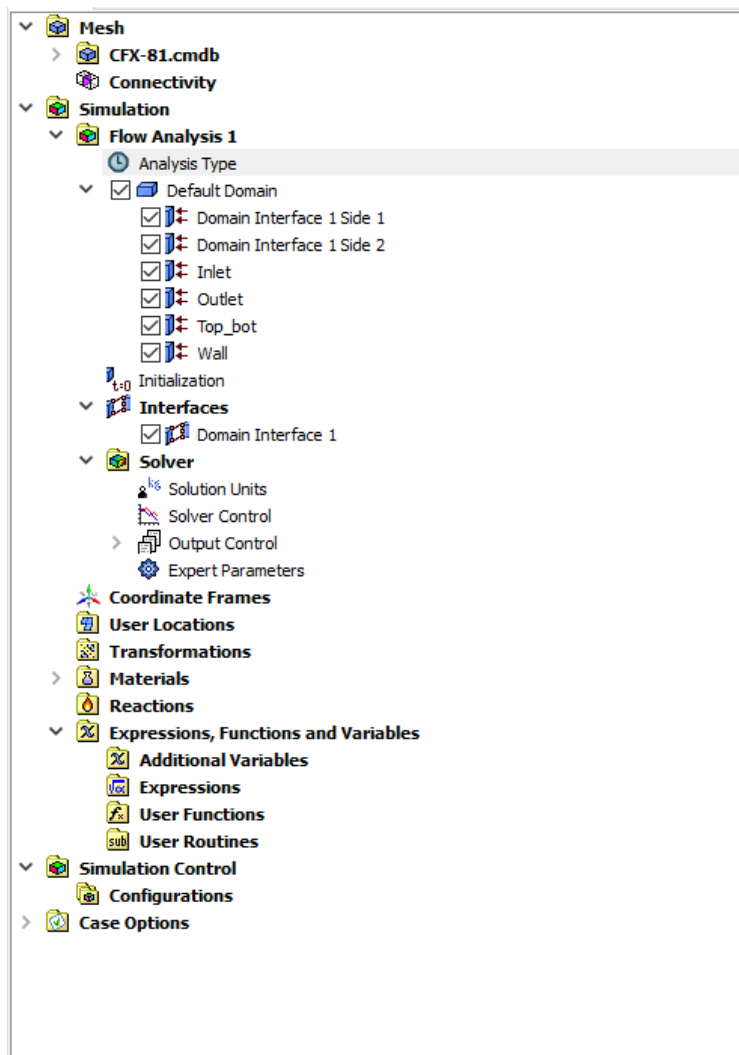 Mesh
CFX-81.cmdb
Connectivity
Simulation
Flow Analysis 1
Analysis Type
Default Domain
Domain Interface 1 Side 1
Domain Interface 1 Side 2
Inlet
Outlet
Top_bot
Wall
t=0 Initialization
Interfaces
Domain Interface 1
Solver
kg Solution Units
Solver Control
Output Control
Expert Parameters
Coordinate Frames
User Locations
Transformations
Materials
Reactions
Expressions, Functions and Variables
Additional Variables
Expressions
User Functions
sub User Routines
Simulation Control
Configurations
Case Options